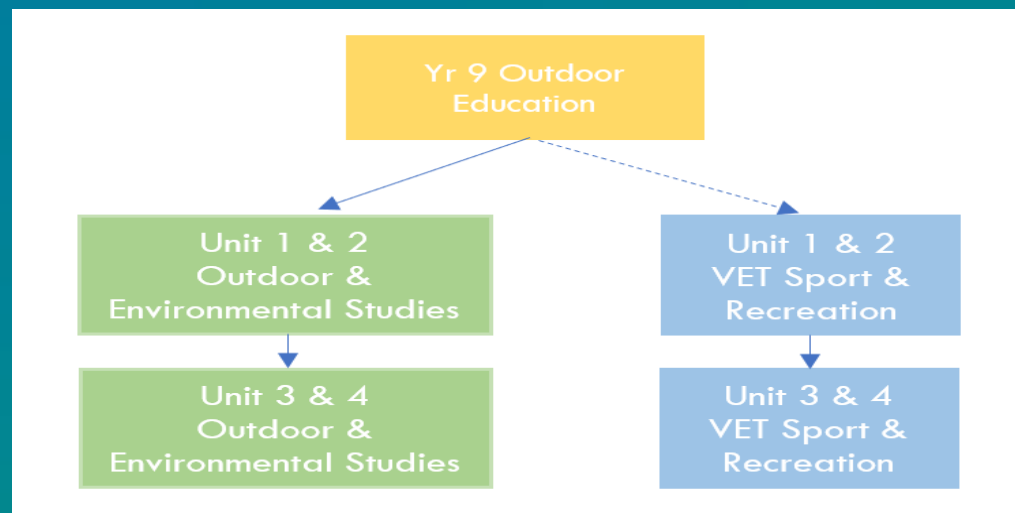 Yr 9 Outdoor
Education
Unit 1 & 2
Outdoor &
Environmental Studies
Unit 1 & 2
VET Sport &
Recreation
Unit 3 & 4
Outdoor &
Environmental Studies
Unit 3 & 4
VET Sport &
Recreation